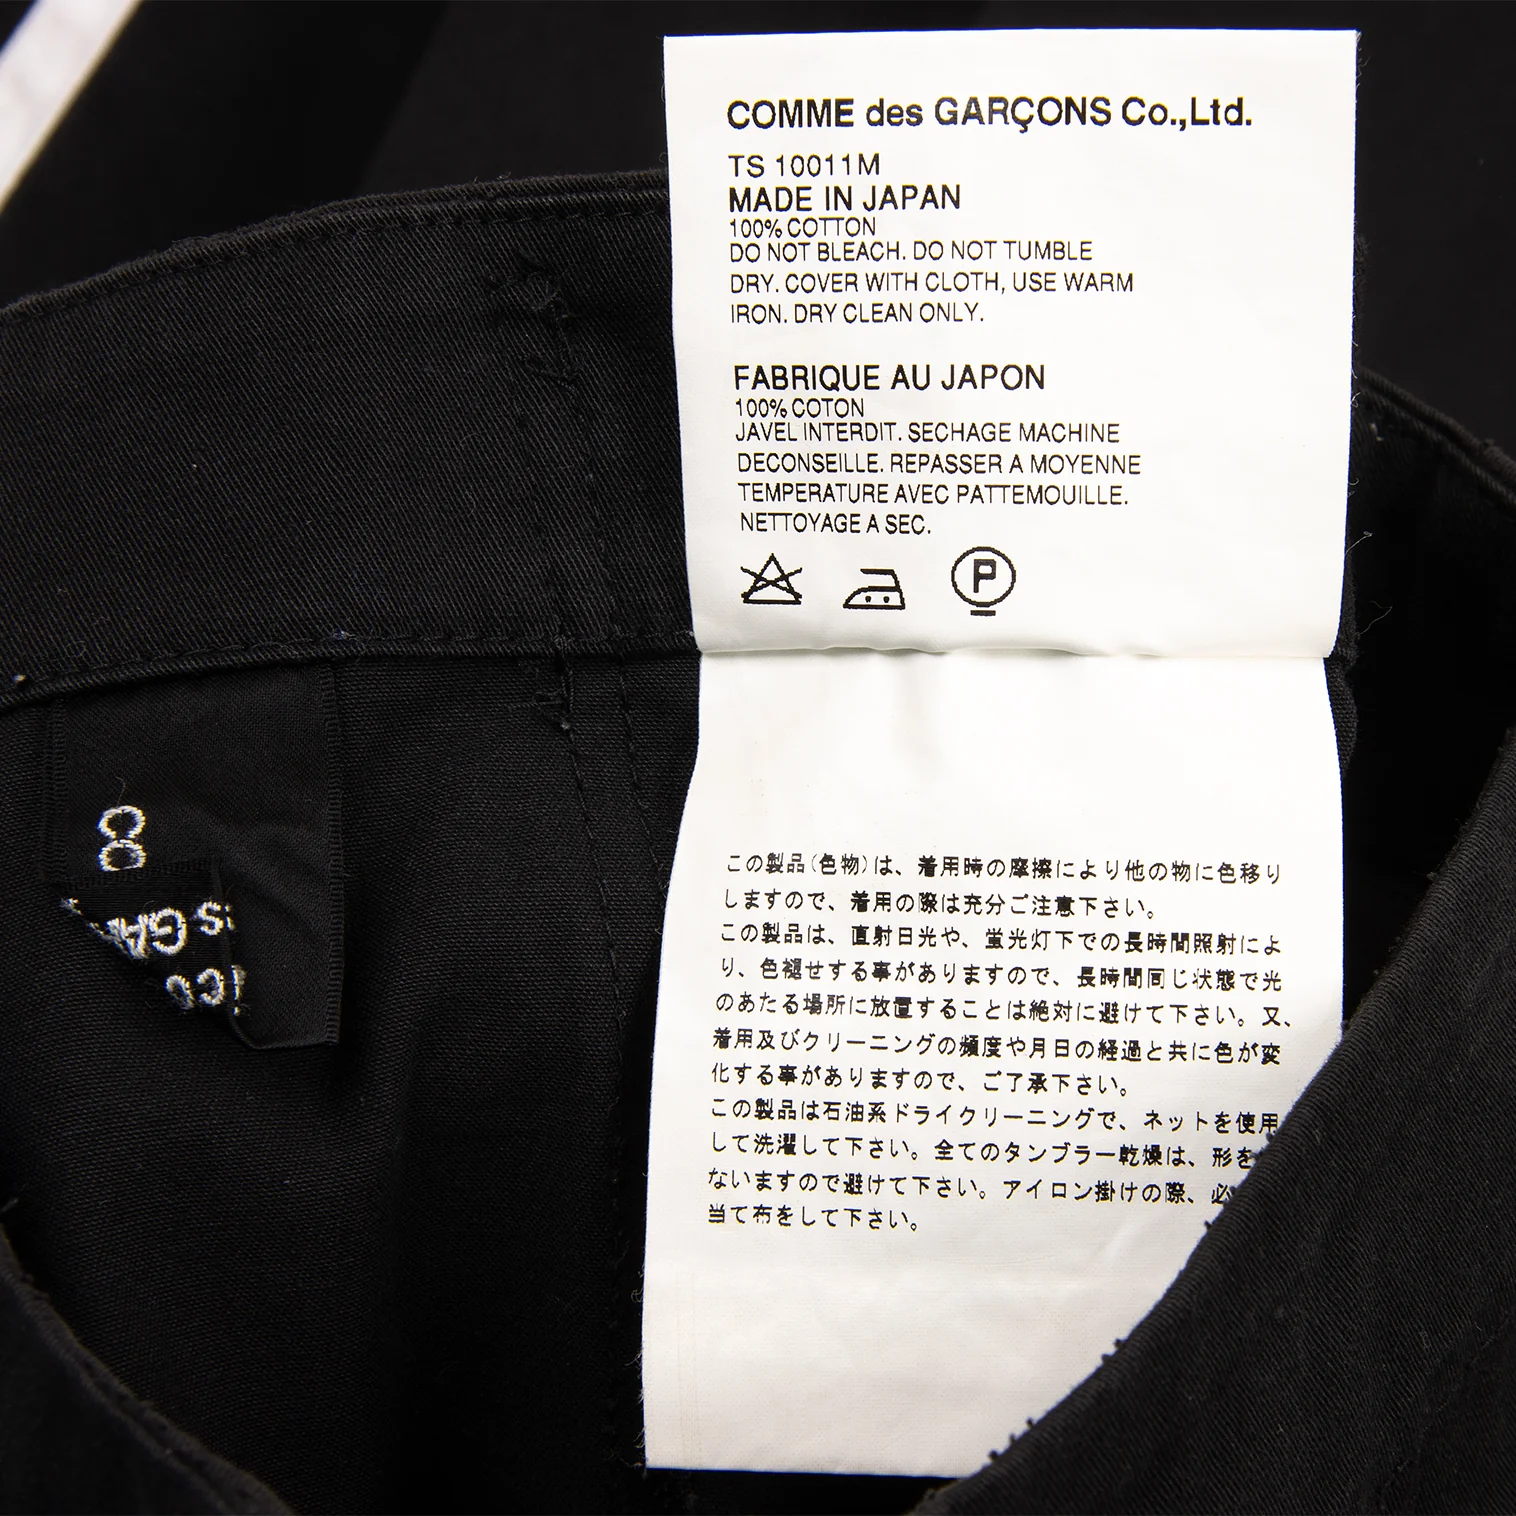 COMME des GARÇONS Co.,Ltd.
TS 10011M
MADE IN JAPAN
100% COTTON
DO NOT BLEACH. DO NOT TUMBLE
DRY. COVER WITH CLOTH, USE WARM
IRON. DRY CLEAN ONLY.
FABRIQUE AU JAPON
100% COTON
JAVEL INTERDIT. SECHAGE MACHINE
DECONSEILLE. REPASSER A MOYENNE
TEMPERATURE AVEC PATTEMOUILLE.
NETTOYAGE A SEC.
P
この製品(色物)は、着用時の摩擦により他の物に色移り
しますので、着用の際は充分ご注意下さい。
この製品は、直射日光や、蛍光灯下での長時間照射によ
り、色褪せする事がありますので、長時間同じ状態で光
のあたる場所に放置することは絶対に避けて下さい。又、
着用及びクリーニングの頻度や月日の経過と共に色が変
化する事がありますので、ご了承下さい。
この製品は石油系ドライクリーニングで、ネットを使用
して洗濯して下さい。全てのタンブラー乾燥は、形を
ないますので避けて下さい。アイロン掛けの際、必
当て布をして下さい。